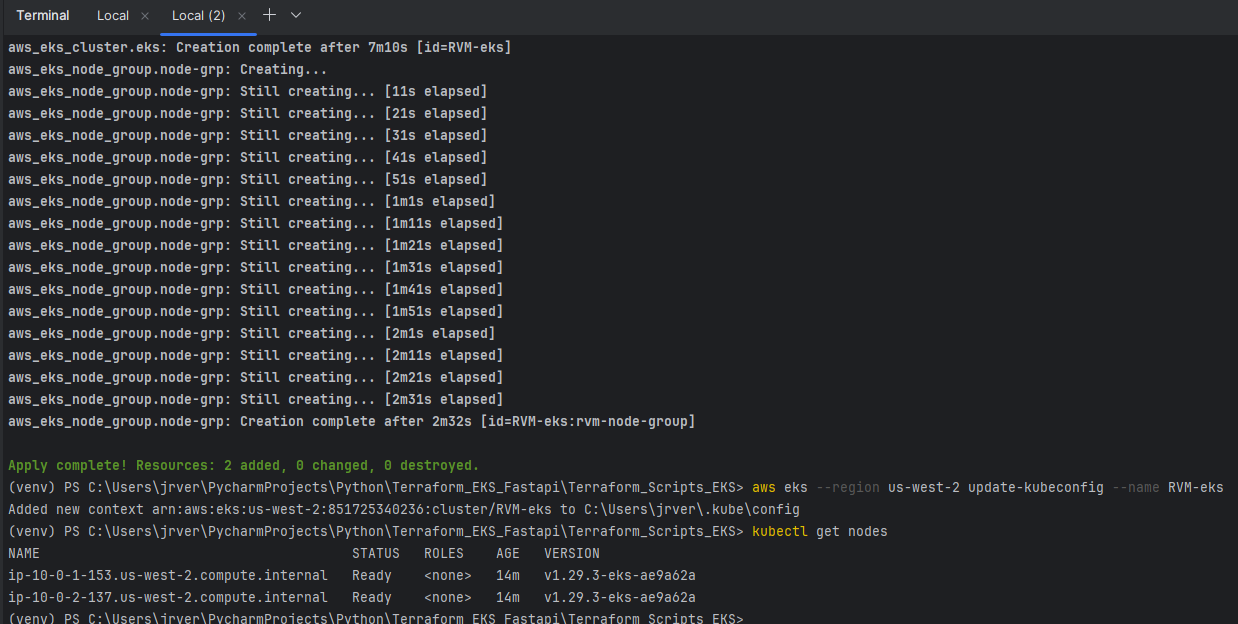 Terminal Local × Local (2) × +
aws_eks_cluster.eks: Creation complete after 7m10s [id=RVM-eks]
aws_eks_node_group.node-grp: Creating...
aws_eks_node_group.node-grp: Still creating... [11s elapsed]
aws_eks_node_group.node-grp: Still creating... [21s elapsed]
aws_eks_node_group.node-grp: Still creating... [31s elapsed]
aws_eks_node_group.node-grp: Still creating... [41s elapsed]
aws_eks_node_group.node-grp: Still creating... [51s elapsed]
aws_eks_node_group.node-grp: Still creating... [1m1s elapsed]
aws_eks_node_group.node-grp: Still creating... [1m11s elapsed]
aws_eks_node_group.node-grp: Still creating... [1m21s elapsed]
aws_eks_node_group.node-grp: Still creating... [1m31s elapsed]
aws_eks_node_group.node-grp: Still creating... [1m41s elapsed]
aws_eks_node_group.node-grp: Still creating... [1m51s elapsed]
aws_eks_node_group.node-grp: Still creating... [2m1s elapsed]
aws_eks_node_group.node-grp: Still creating... [2m11s elapsed]
aws_eks_node_group.node-grp: Still creating... [2m21s elapsed]
aws_eks_node_group.node-grp: Still creating... [2m31s elapsed]
aws_eks_node_group.node-grp: Creation complete after 2m32s [id=RVM-eks:rvm-node-group]
Apply complete! Resources: 2 added, 0 changed, 0 destroyed.
(venv) PS C:\Users\jrver\PycharmProjects\Python\Terraform_EKS_Fastapi\Terraform_Scripts_EKS> aws eks --region us-west-2 update-kubeconfig --name RVM-eks
Added new context arn:aws:eks:us-west-2:851725340236:cluster/RVM-eks to C:\Users\jrver\.kube\config
(venv) PS C:\Users\jrver\PycharmProjects\Python\Terraform_EKS_Fastapi\Terraform_Scripts_EKS> kubectl get nodes
NAME STATUS ROLES AGE VERSION
ip-10-0-1-153.us-west-2.compute.internal Ready <none> 14m v1.29.3-eks-ae9a62a
ip-10-0-2-137.us-west-2.compute.internal Ready <none> 14m v1.29.3-eks-ae9a62a
(venv) PS C:\Users\jrver\PycharmProjects\Python\Terraform_EKS_Fastapi\Terraform_Scripts_EKS>